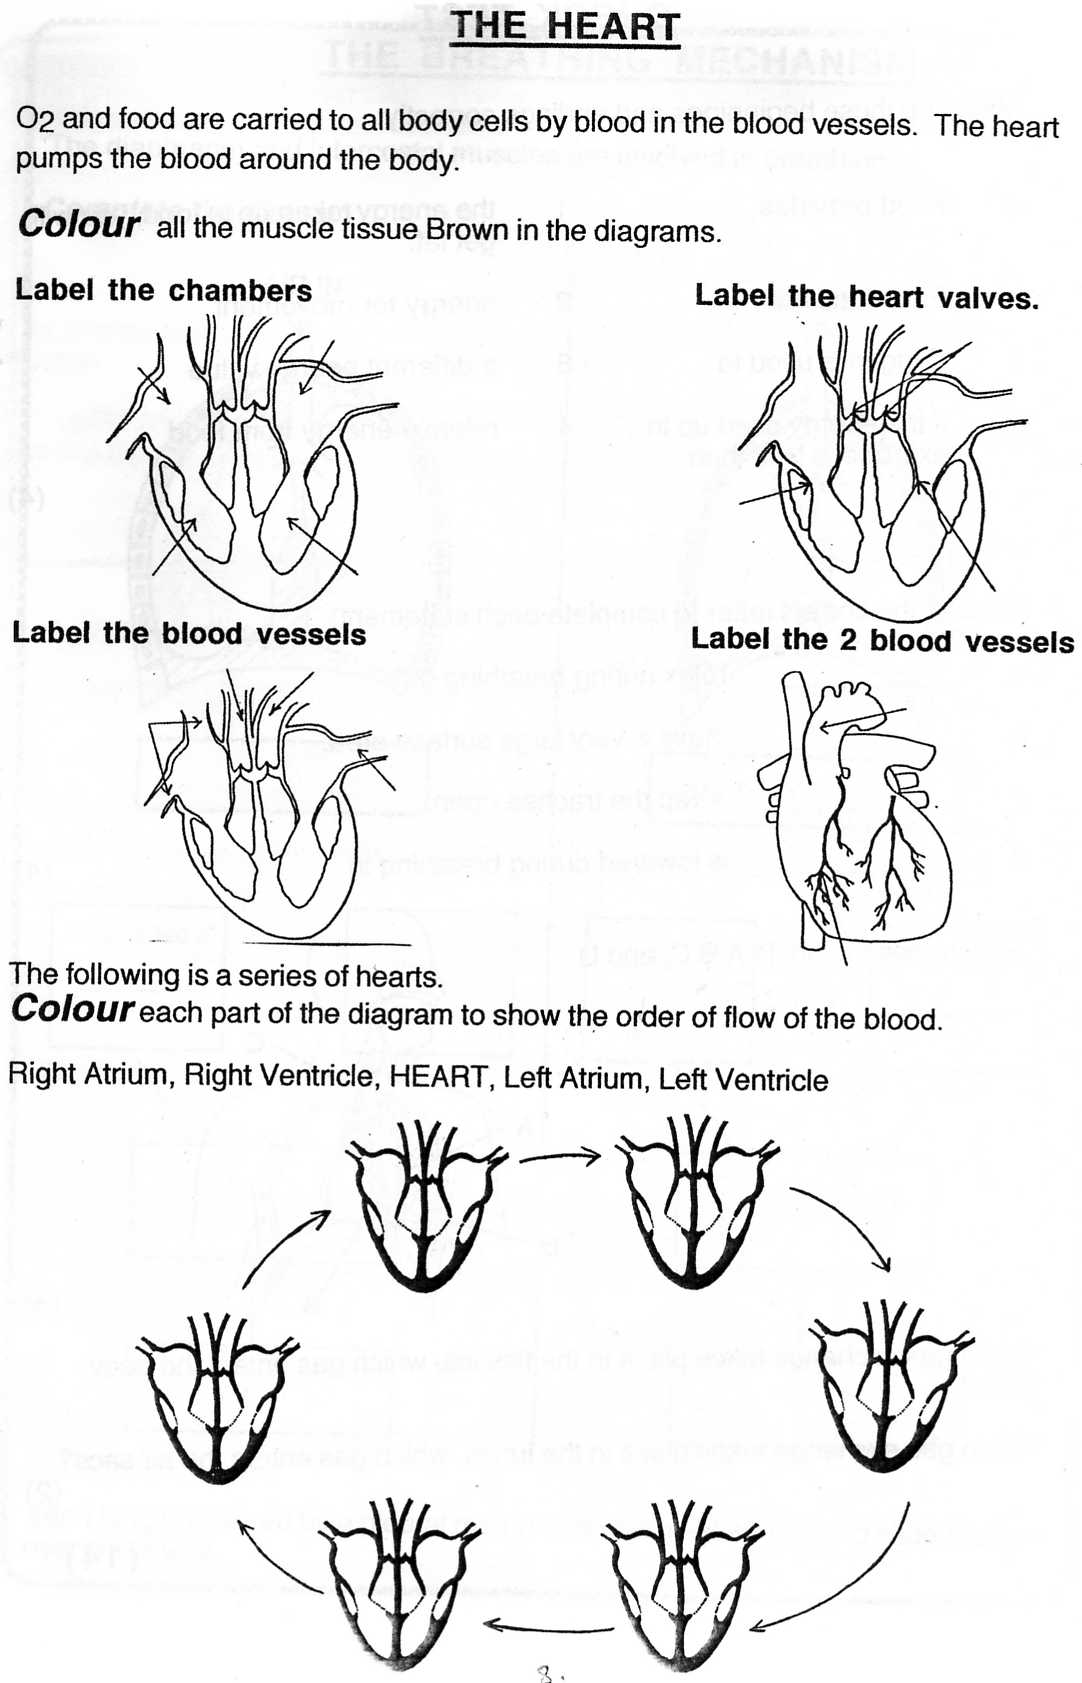 THE HEART
O2 and food are carried to all body cells by blood in the blood vessels. The heart
pumps the blood around the body.
Colour all the muscle tissue Brown in the diagrams.
Label the chambers
Label the heart valves.
Label the blood vessels
Label the 2 blood vessels
The following is a series of hearts.
Colour each part of the diagram to show the order of flow of the blood.
Right Atrium, Right Ventricle, HEART, Left Atrium, Left Ventricle
8.